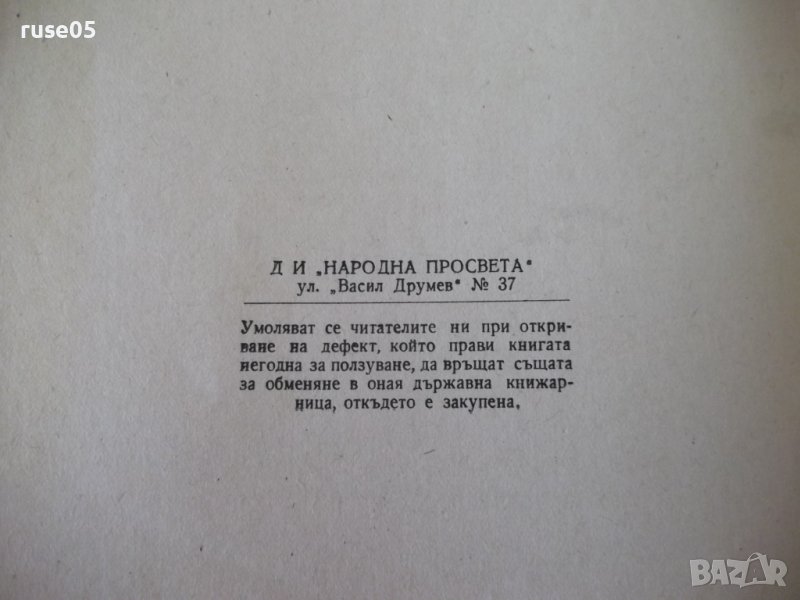 ruse05
Д И „НАРОДНА ПРОСВЕТА“
ул. „Васил Друмев“ № 37
Умоляват се читателите ни при откри-
ване на дефект, който прави книгата
негодна за ползуване, да връщат същата
за обменяне в оная държавна книжар-
ница, откъдето е закупена.
BAZAR